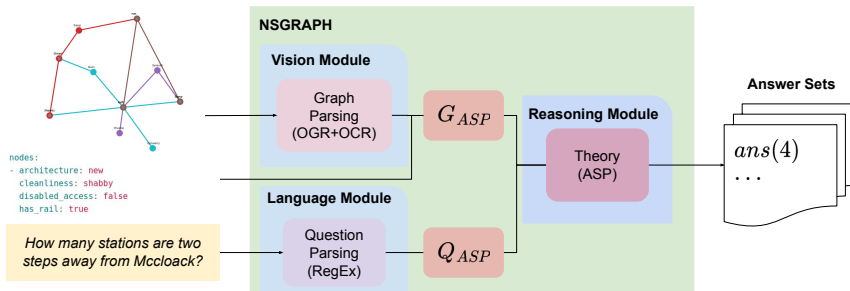 NSGRAPH
Vision Module
Graph
Parsing
(OGR+OCR)
G_ASP
Reasoning Module
Theory
(ASP)
Answer Sets
ans(4)
...
nodes:
- architecture: new
cleanliness: shabby
disabled_access: false
has_rail: true
Language Module
How many stations are two
steps away from Mccloack?
Question
Parsing
(RegEx)
Q_ASP